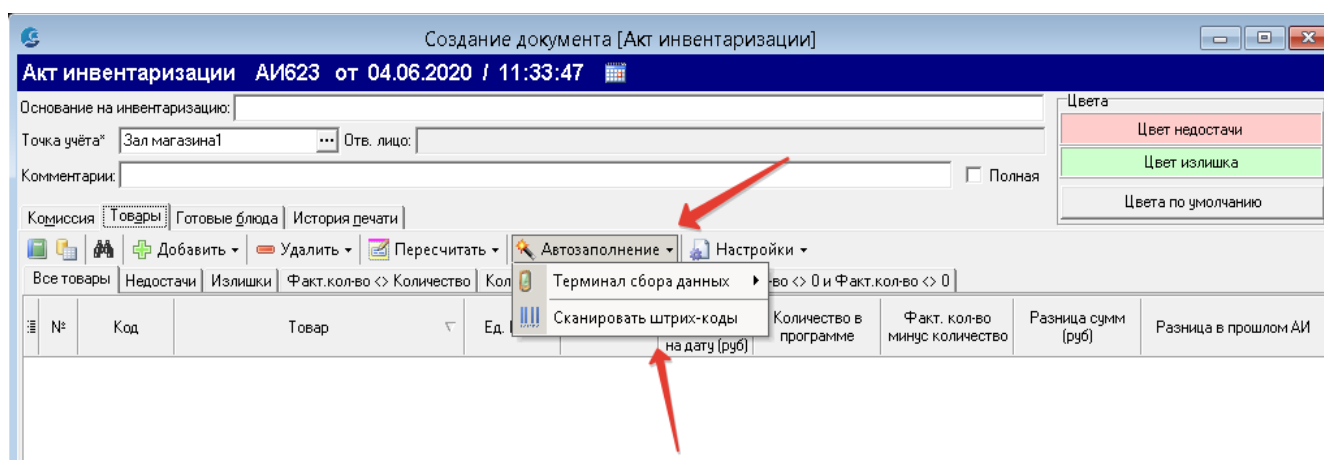 Создание документа [Акт инвентаризации]
Акт инвентаризации АИ623 от 04.06.2020 / 11:33:47
Основание на инвентаризацию:
Цвета
Точка учёта* Зал магазина1 ... Отв. лицо:
Цвет недостачи
Комментарии: Полная
Цвет излишка
Цвета по умолчанию
Комиссия Товары Готовые блюда История печати
Добавить Удалить Пересчитать Автозаполнение Настройки
Все товары Недостачи Излишки Факт.кол-во <> Количество Кол -во <> 0 и Факт.кол-во <> 0
Терминал сбора данных
Сканировать штрих-коды
№ Код Товар Ед. на дату (руб) Количество в программе Факт. кол-во минус количество Разница сумм (руб) Разница в прошлом АИ